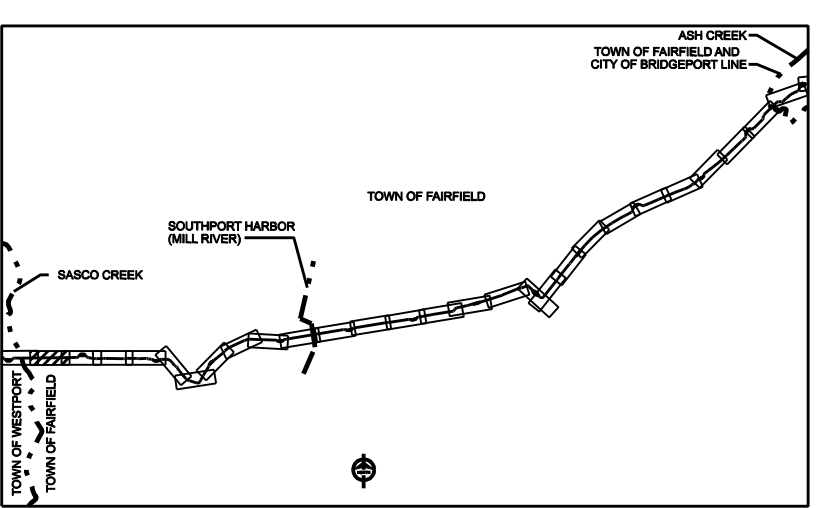 ASH CREEK
TOWN OF FAIRFIELD AND
CITY OF BRIDGEPORT LINE
TOWN OF FAIRFIELD
SOUTHPORT HARBOR
(MILL RIVER)
SASCO CREEK
TOWN OF WESTPORT
TOWN OF FAIRFIELD